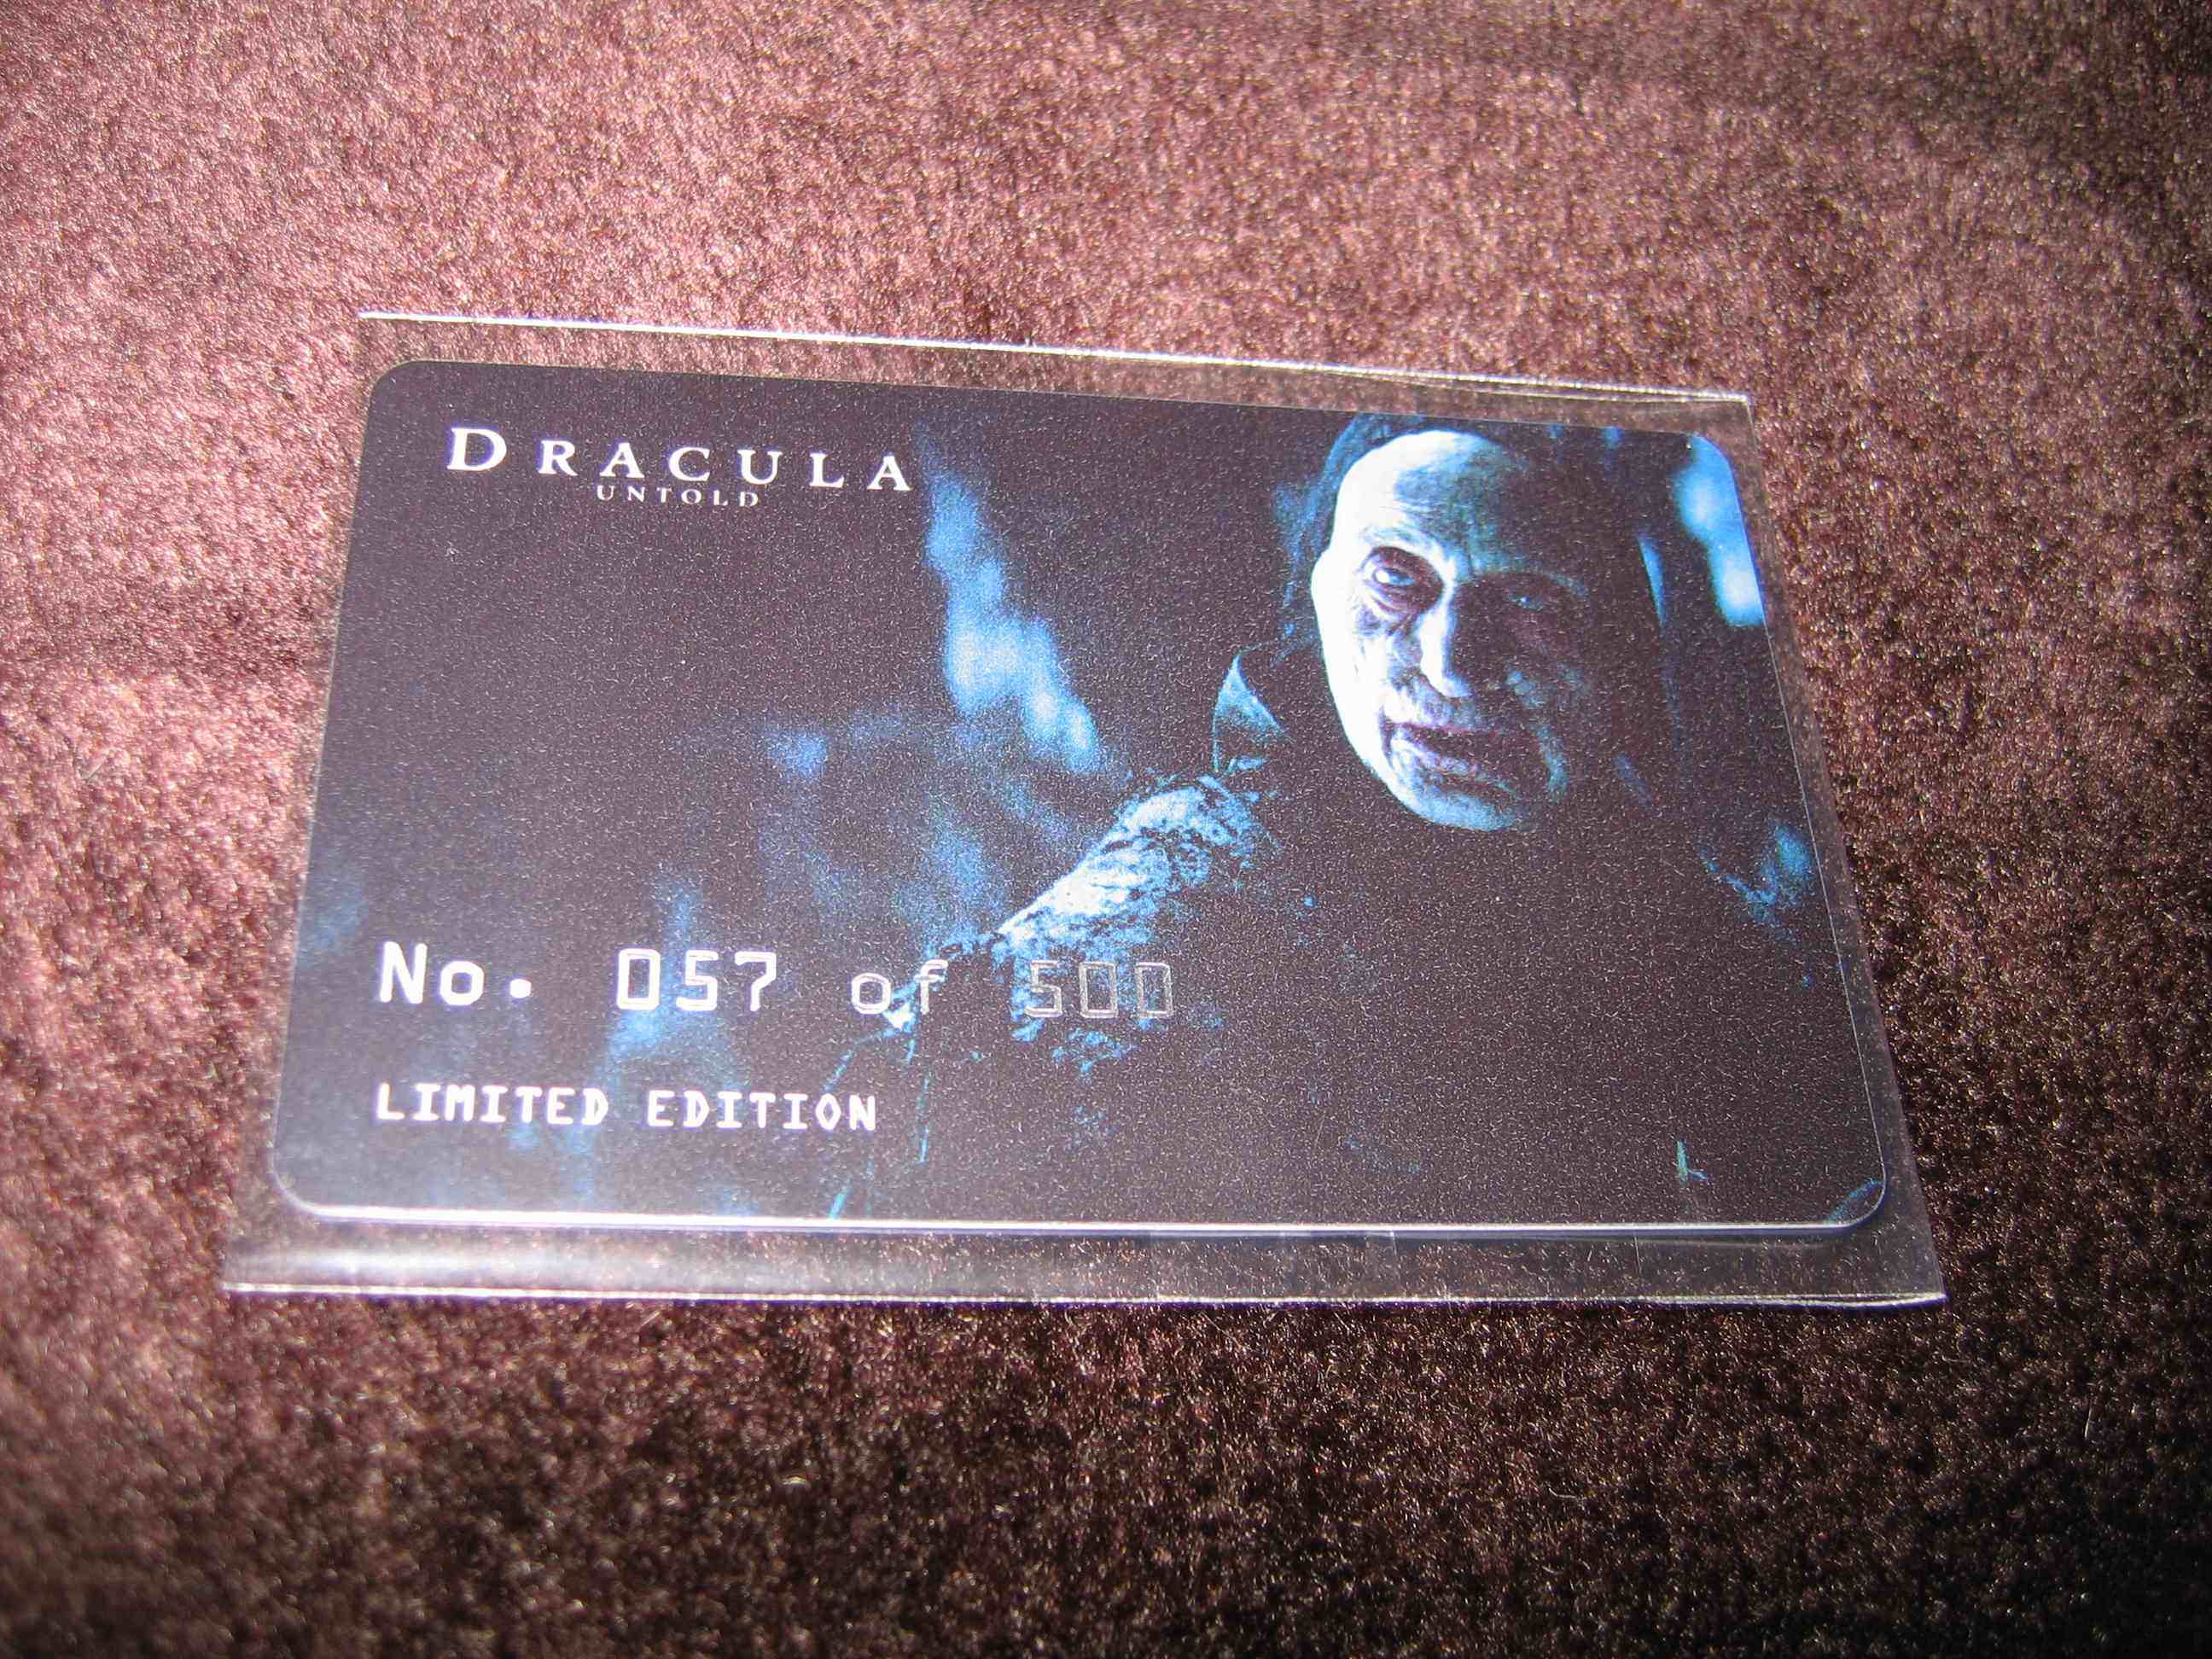 DRACULA
UNTOLD
No. 057 of 500
LIMITED EDITION